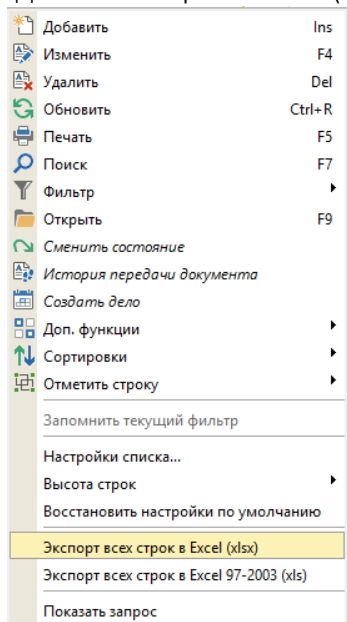 Добавить Ins
Изменить F4
Удалить Del
Обновить Ctrl+R
Печать F5
Поиск F7
Фильтр
Открыть F9
Сменить состояние
История передачи документа
Создать дело
Доп. функции
Сортировки
Отметить строку
Запомнить текущий фильтр
Настройки списка...
Высота строк
Восстановить настройки по умолчанию
Экспорт всех строк в Excel (xlsx)
Экспорт всех строк в Excel 97-2003 (xls)
Показать запрос